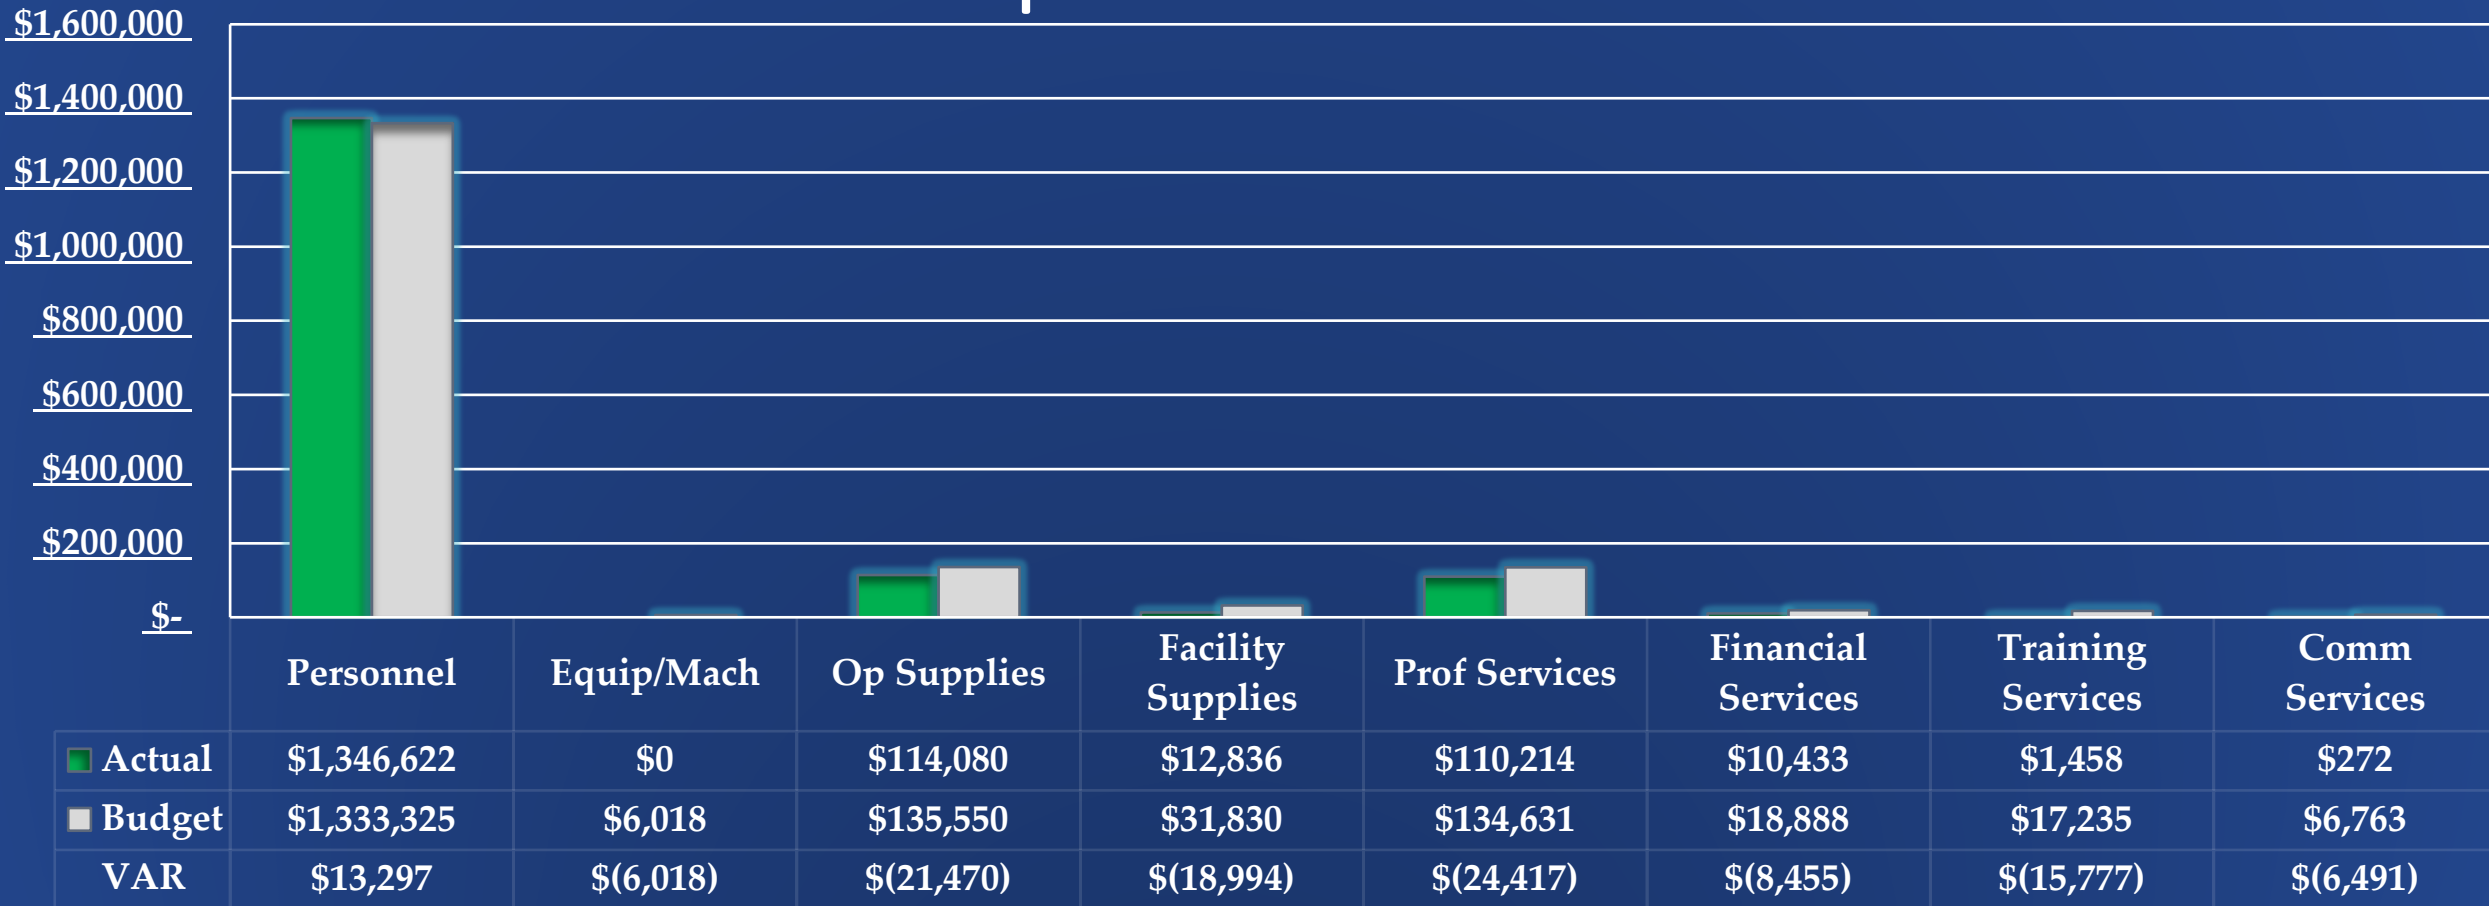 $1,600,000
$1,400,000
$1,200,000
$1,000,000
$800,000
$600,000
$400,000
$200,000
$-
Personnel Equip/Mach Op Supplies Facility Supplies Prof Services Financial Services Training Services Comm Services
Actual $1,346,622 $0 $114,080 $12,836 $110,214 $10,433 $1,458 $272
Budget $1,333,325 $6,018 $135,550 $31,830 $134,631 $18,888 $17,235 $6,763
VAR $13,297 $(6,018) $(21,470) $(18,994) $(24,417) $(8,455) $(15,777) $(6,491)